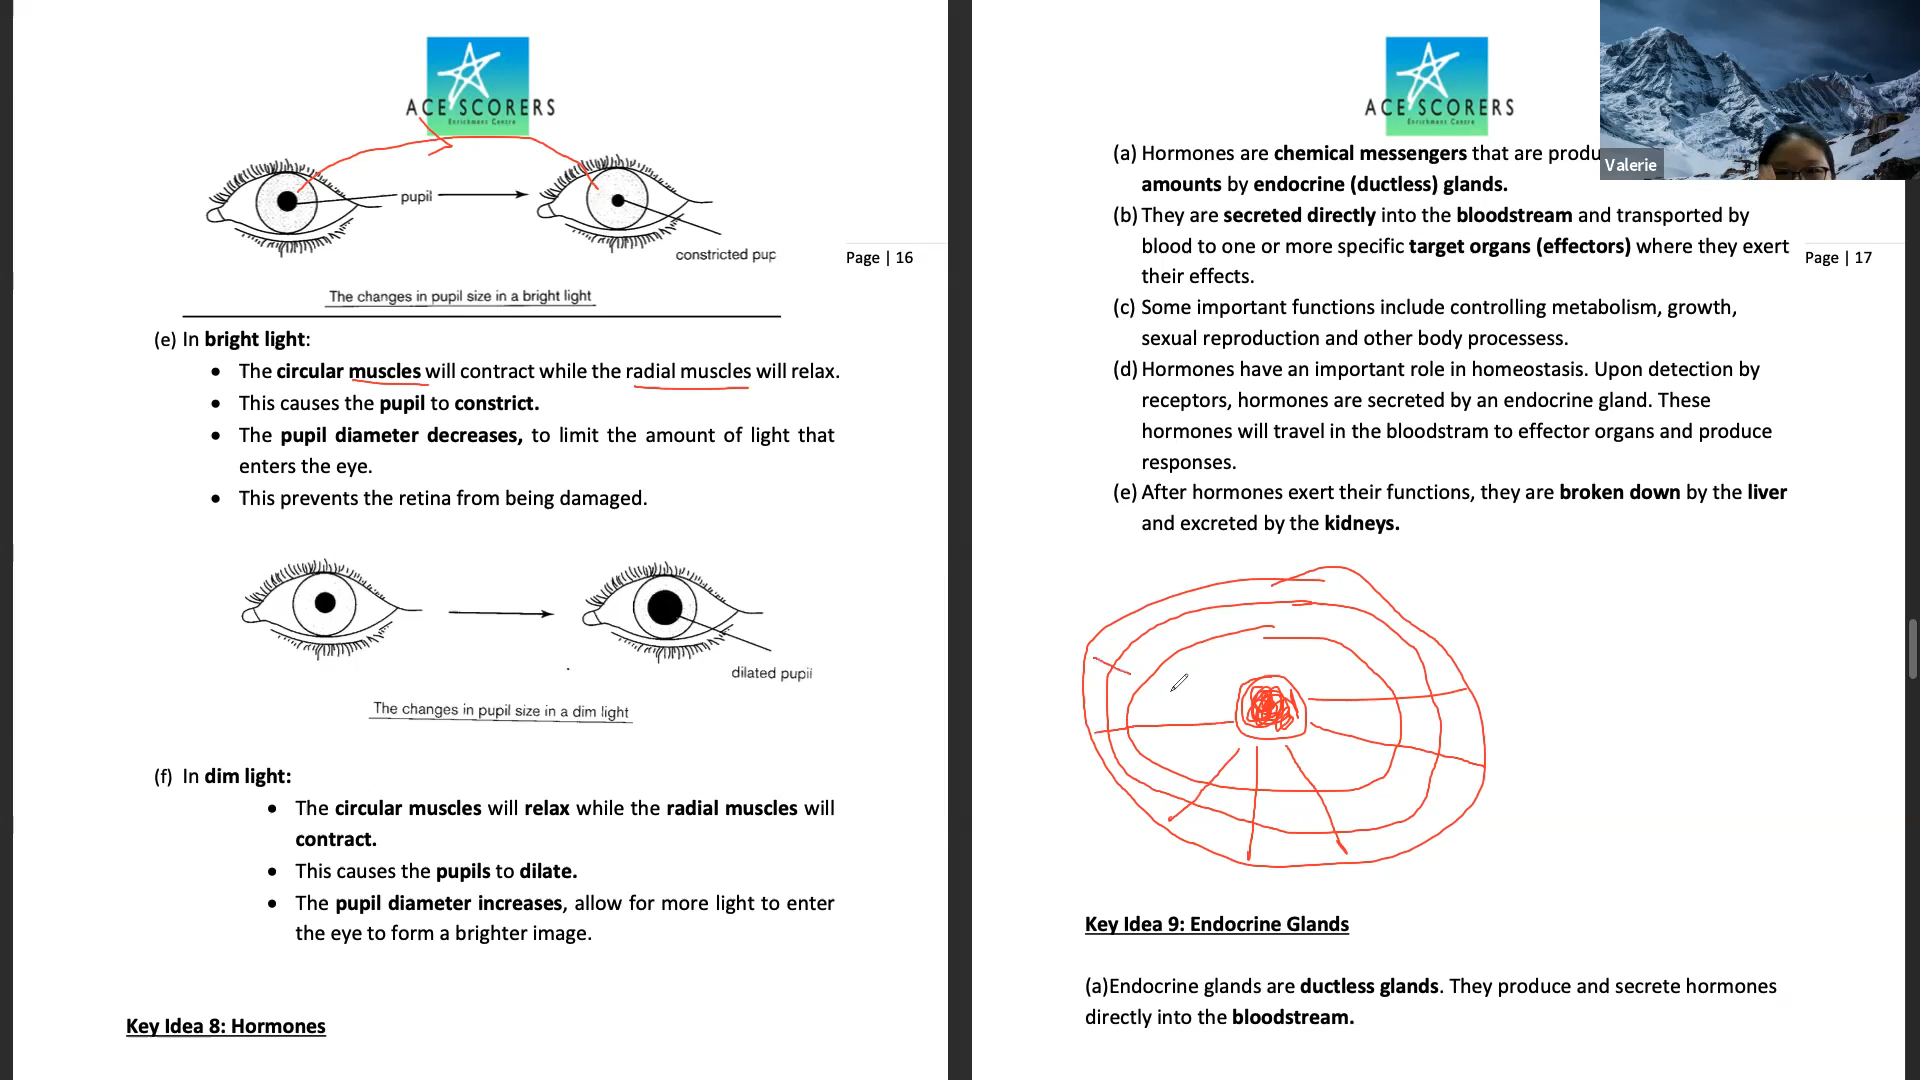 ACE SCORERS
Enrichment Centre
pupil
constricted pup
Page | 16
The changes in pupil size in a bright light
(e) In bright light:
• The circular muscles will contract while the radial muscles will relax.
• This causes the pupil to constrict.
• The pupil diameter decreases, to limit the amount of light that
enters the eye.
• This prevents the retina from being damaged.
dilated pupil
The changes in pupil size in a dim light
(f) In dim light:
• The circular muscles will relax while the radial muscles will
contract.
• This causes the pupils to dilate.
• The pupil diameter increases, allow for more light to enter
the eye to form a brighter image.
Key Idea 8: Hormones
ACE SCORERS
Enrichment Centre
Valerie
(a) Hormones are chemical messengers that are produ
amounts by endocrine (ductless) glands.
(b) They are secreted directly into the bloodstream and transported by
blood to one or more specific target organs (effectors) where they exert
their effects.
Page | 17
(c) Some important functions include controlling metabolism, growth,
sexual reproduction and other body processess.
(d) Hormones have an important role in homeostasis. Upon detection by
receptors, hormones are secreted by an endocrine gland. These
hormones will travel in the bloodstram to effector organs and produce
responses.
(e) After hormones exert their functions, they are broken down by the liver
and excreted by the kidneys.
Key Idea 9: Endocrine Glands
(a)Endocrine glands are ductless glands. They produce and secrete hormones
directly into the bloodstream.